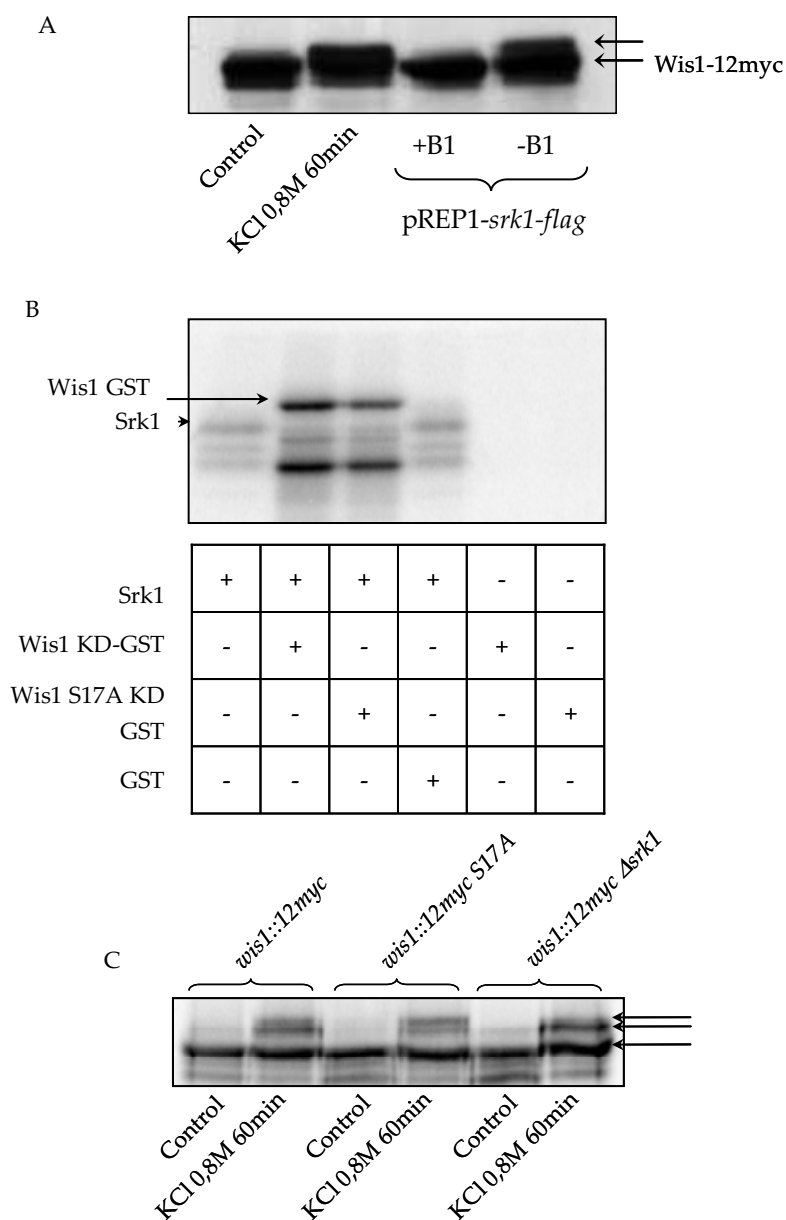 A
Wis1-12myc
Control
KCl 0,8M 60min
+B1
-B1
pREP1-srk1-flag
B
Wis1 GST
Srk1
Srk1 + + + + - -
Wis1 KD-GST - + - - + -
Wis1 S17A KD
GST - - + - - +
GST - - - + - -
wis1::12myc
wis1::12myc S17A
wis1::12myc Δsrk1
C
Control
KCl 0,8M 60min
Control
KCl 0,8M 60min
Control
KCl 0,8M 60min